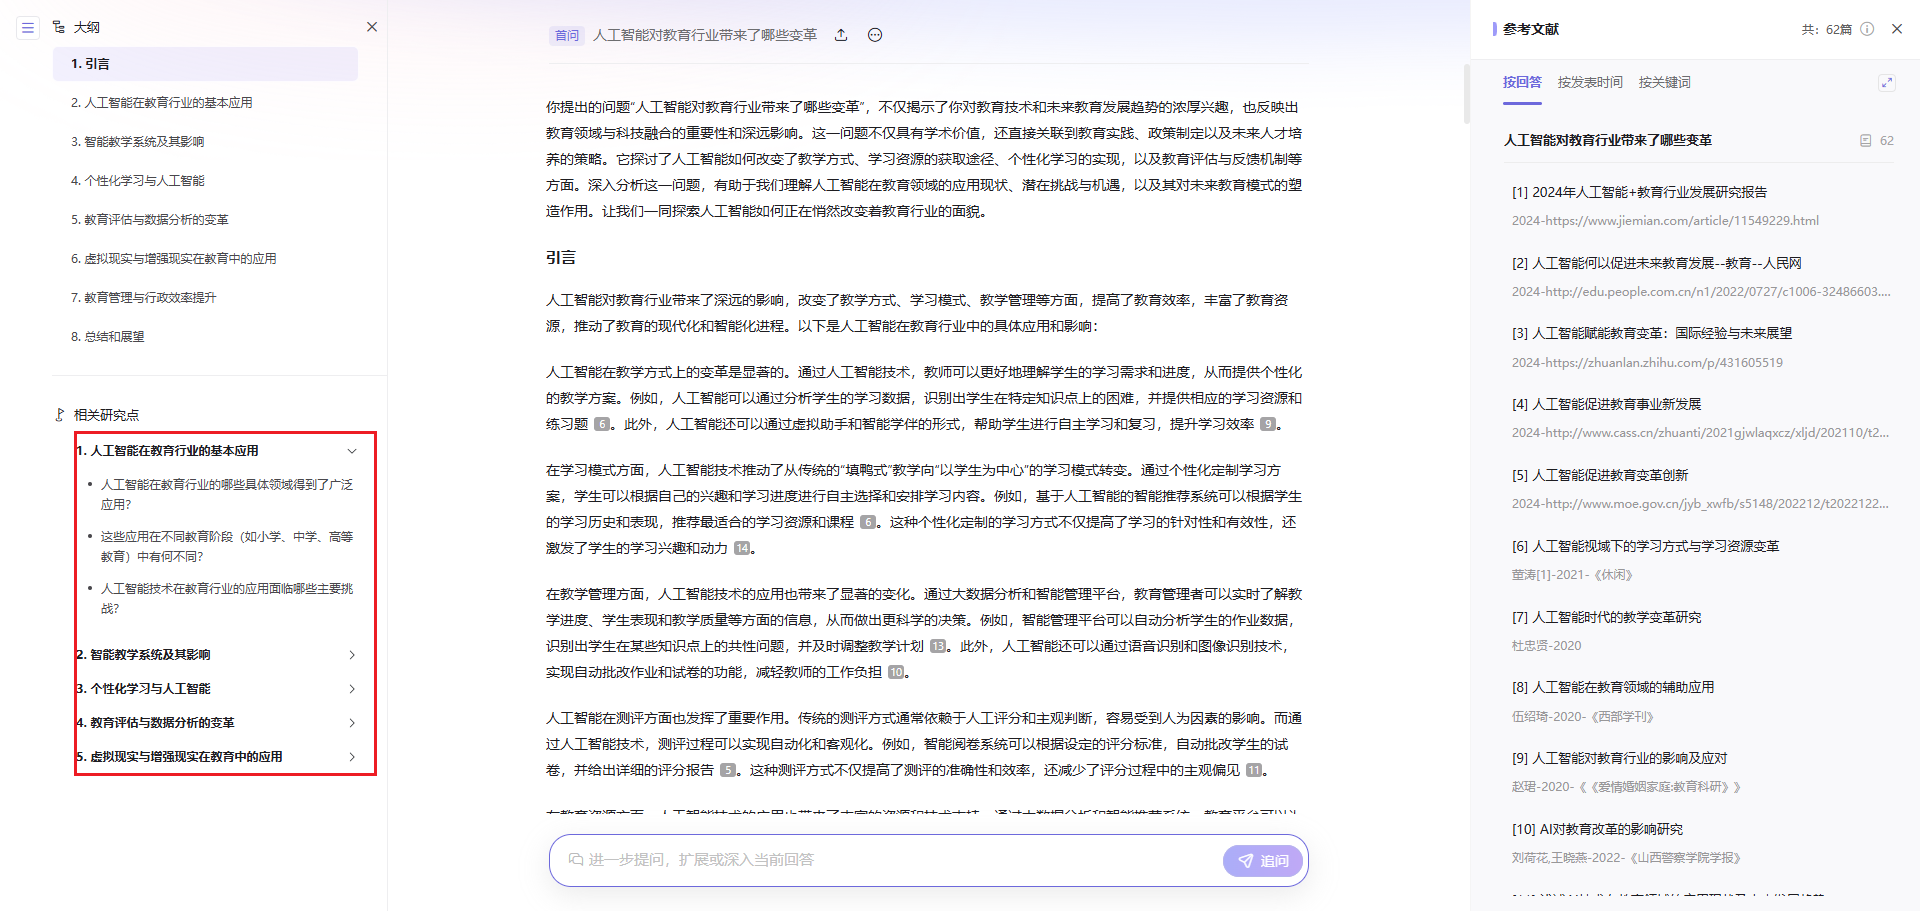 大纲
1. 引言
2. 人工智能在教育行业的基本应用
3. 智能教学系统及其影响
4. 个性化学习与人工智能
5. 教育评估与数据分析的变革
6. 虚拟现实与增强现实在教育中的应用
7. 教育管理与行政效率提升
8. 总结和展望
相关研究点
1. 人工智能在教育行业的基本应用
• 人工智能在教育行业的哪些具体领域得到了广泛
应用?
• 这些应用在不同教育阶段（如小学、中学、高等
教育）中有何不同?
• 人工智能技术在教育行业的应用面临哪些主要挑
战?
2. 智能教学系统及其影响
3. 个性化学习与人工智能
4. 教育评估与数据分析的变革
5. 虚拟现实与增强现实在教育中的应用
首问 人工智能对教育行业带来了哪些变革
你提出的问题“人工智能对教育行业带来了哪些变革”，不仅揭示了你对教育技术和未来教育发展趋势的浓厚兴趣，也反映出
教育领域与科技融合的重要性和深远影响。这一问题不仅具有学术价值，还直接关联到教育实践、政策制定以及未来人才培
养的策略。它探讨了人工智能如何改变了教学方式、学习资源的获取途径、个性化学习的实现，以及教育评估与反馈机制等
方面。深入分析这一问题，有助于我们理解人工智能在教育领域的应用现状、潜在挑战与机遇，以及其对未来教育模式的塑
造作用。让我们一同探索人工智能如何正在悄然改变着教育行业的面貌。
引言
人工智能对教育行业带来了深远的影响，改变了教学方式、学习模式、教学管理等方面，提高了教育效率，丰富了教育资
源，推动了教育的现代化和智能化进程。以下是人工智能在教育行业中的具体应用和影响：
人工智能在教学方式上的变革是显著的。通过人工智能技术，教师可以更好地理解学生的学习需求和进度，从而提供个性化
的教学方案。例如，人工智能可以通过分析学生的学习数据，识别出学生在特定知识点上的困难，并提供相应的学习资源和
练习题 6。此外，人工智能还可以通过虚拟助手和智能学伴的形式，帮助学生进行自主学习和复习，提升学习效率 9。
在学习模式方面，人工智能技术推动了从传统的“填鸭式”教学向“以学生为中心”的学习模式转变。通过个性化定制学习方
案，学生可以根据自己的兴趣和学习进度进行自主选择和安排学习内容。例如，基于人工智能的智能推荐系统可以根据学生
的学习历史和表现，推荐最适合的学习资源和课程 6。这种个性化定制的学习方式不仅提高了学习的针对性和有效性，还
激发了学生的学习兴趣和动力 14。
在教学管理方面，人工智能技术的应用也带来了显著的变化。通过大数据分析和智能管理平台，教育管理者可以实时了解教
学进度、学生表现和教学质量等方面的信息，从而做出更科学的决策。例如，智能管理平台可以自动分析学生的作业数据，
识别出学生在某些知识点上的共性问题，并及时调整教学计划 13。此外，人工智能还可以通过语音识别和图像识别技术，
实现自动批改作业和试卷的功能，减轻教师的工作负担 10。
人工智能在测评方面也发挥了重要作用。传统的测评方式通常依赖于人工评分和主观判断，容易受到人为因素的影响。而通
过人工智能技术，测评过程可以实现自动化和客观化。例如，智能阅卷系统可以根据设定的评分标准，自动批改学生的试
卷，并给出详细的评分报告 5。这种测评方式不仅提高了测评的准确性和效率，还减少了评分过程中的主观偏见 11。
进一步提问，扩展或深入当前回答
追问
参考文献
共：62篇
按回答 按发表时间 按关键词
人工智能对教育行业带来了哪些变革 62
[1] 2024年人工智能+教育行业发展研究报告
2024-https://www.jiemian.com/article/11549229.html
[2] 人工智能何以促进未来教育发展--教育--人民网
2024-http://edu.people.com.cn/n1/2022/0727/c1006-32486603....
[3] 人工智能赋能教育变革：国际经验与未来展望
2024-https://zhuanlan.zhihu.com/p/431605519
[4] 人工智能促进教育事业新发展
2024-http://www.cass.cn/zhuanti/2021gjwlaqxcz/xljd/202110/t2...
[5] 人工智能促进教育变革创新
2024-http://www.moe.gov.cn/jyb_xwfb/s5148/202212/t2022122...
[6] 人工智能视域下的学习方式与学习资源变革
董涛[1]-2021-《休闲》
[7] 人工智能时代的教学变革研究
杜忠贤-2020
[8] 人工智能在教育领域的辅助应用
伍绍琦-2020-《西部学刊》
[9] 人工智能对教育行业的影响及应对
赵珺-2020-《《爱情婚姻家庭:教育科研》》
[10] AI对教育改革的影响研究
刘荷花,王晓燕-2022-《山西警察学院学报》